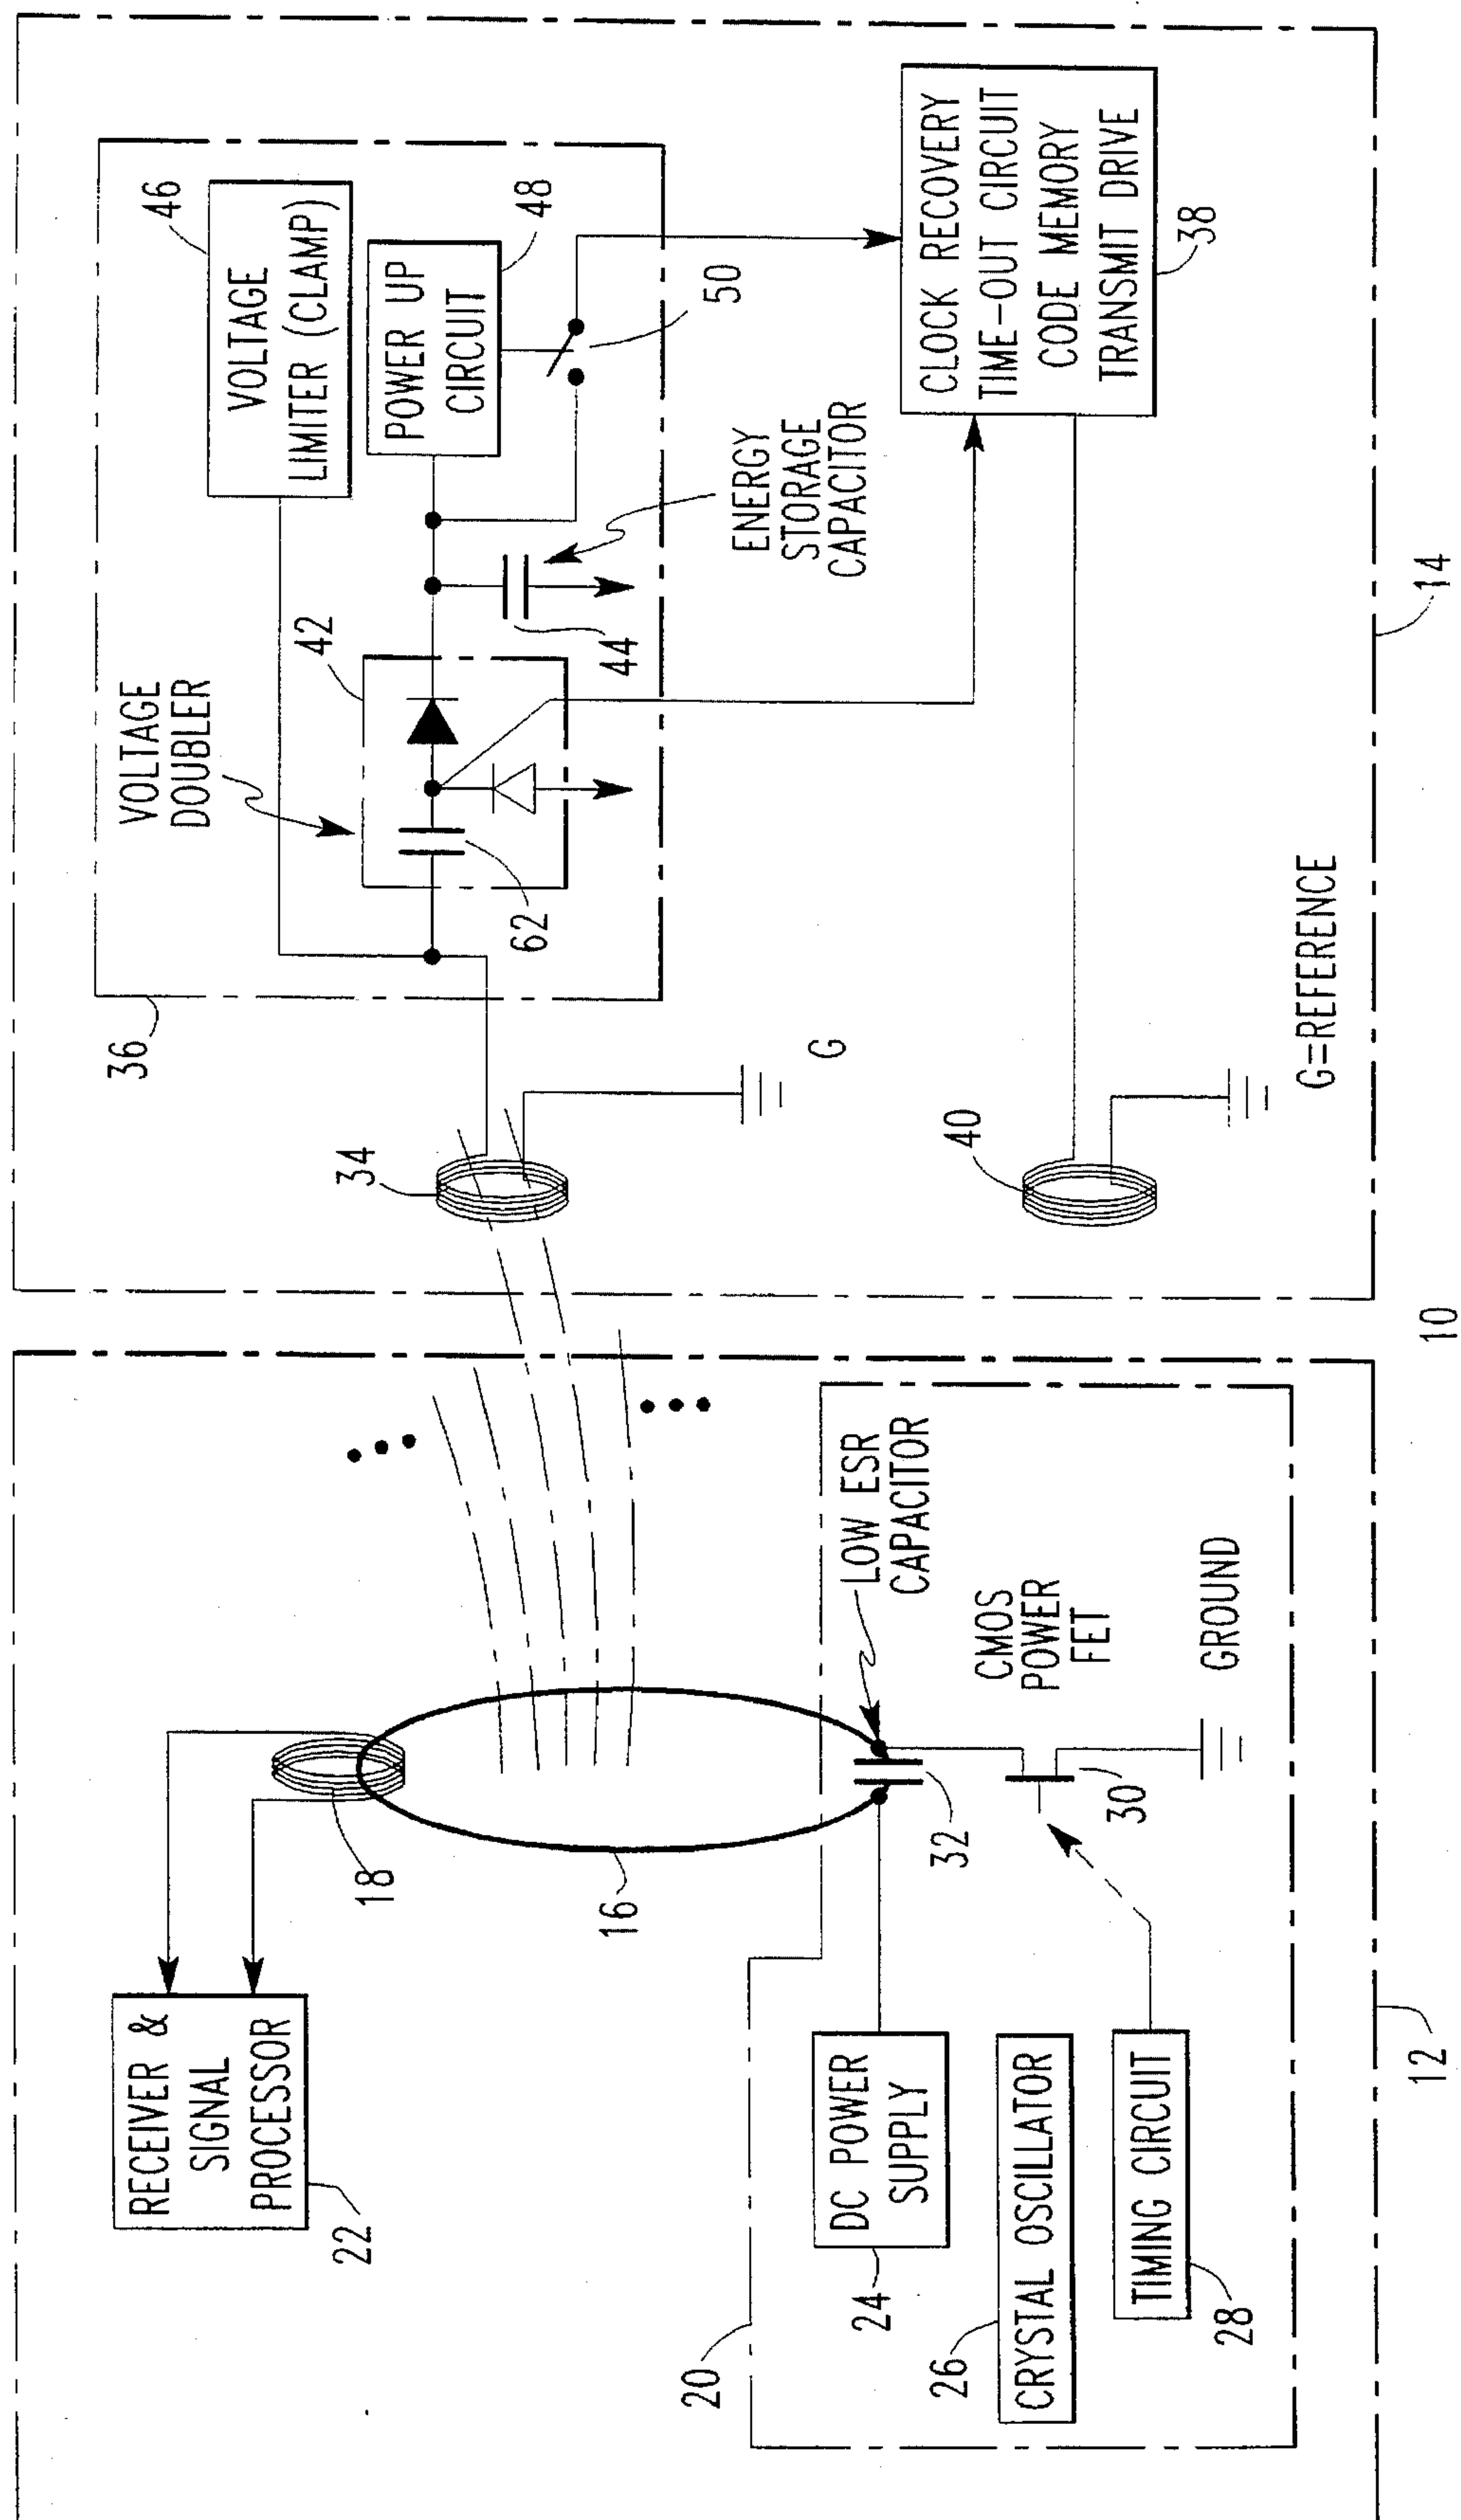 RECEIVER &
SIGNAL
PROCESSOR
22
18
16
20
DC POWER
SUPPLY
24
CRYSTAL OSCILLATOR
26
TIMING CIRCUIT
28
LOW ESR
CAPACITOR
32
CMOS
POWER
FET
30
GROUND
12
10
36
VOLTAGE
DOUBLER
42
62
VOLTAGE
LIMITER (CLAMP)
46
POWER UP
CIRCUIT
48
50
44
ENERGY
STORAGE
CAPACITOR
34
G
40
CLOCK RECOVERY
TIME-OUT CIRCUIT
CODE MEMORY
TRANSMIT DRIVE
38
G=REFERENCE
14